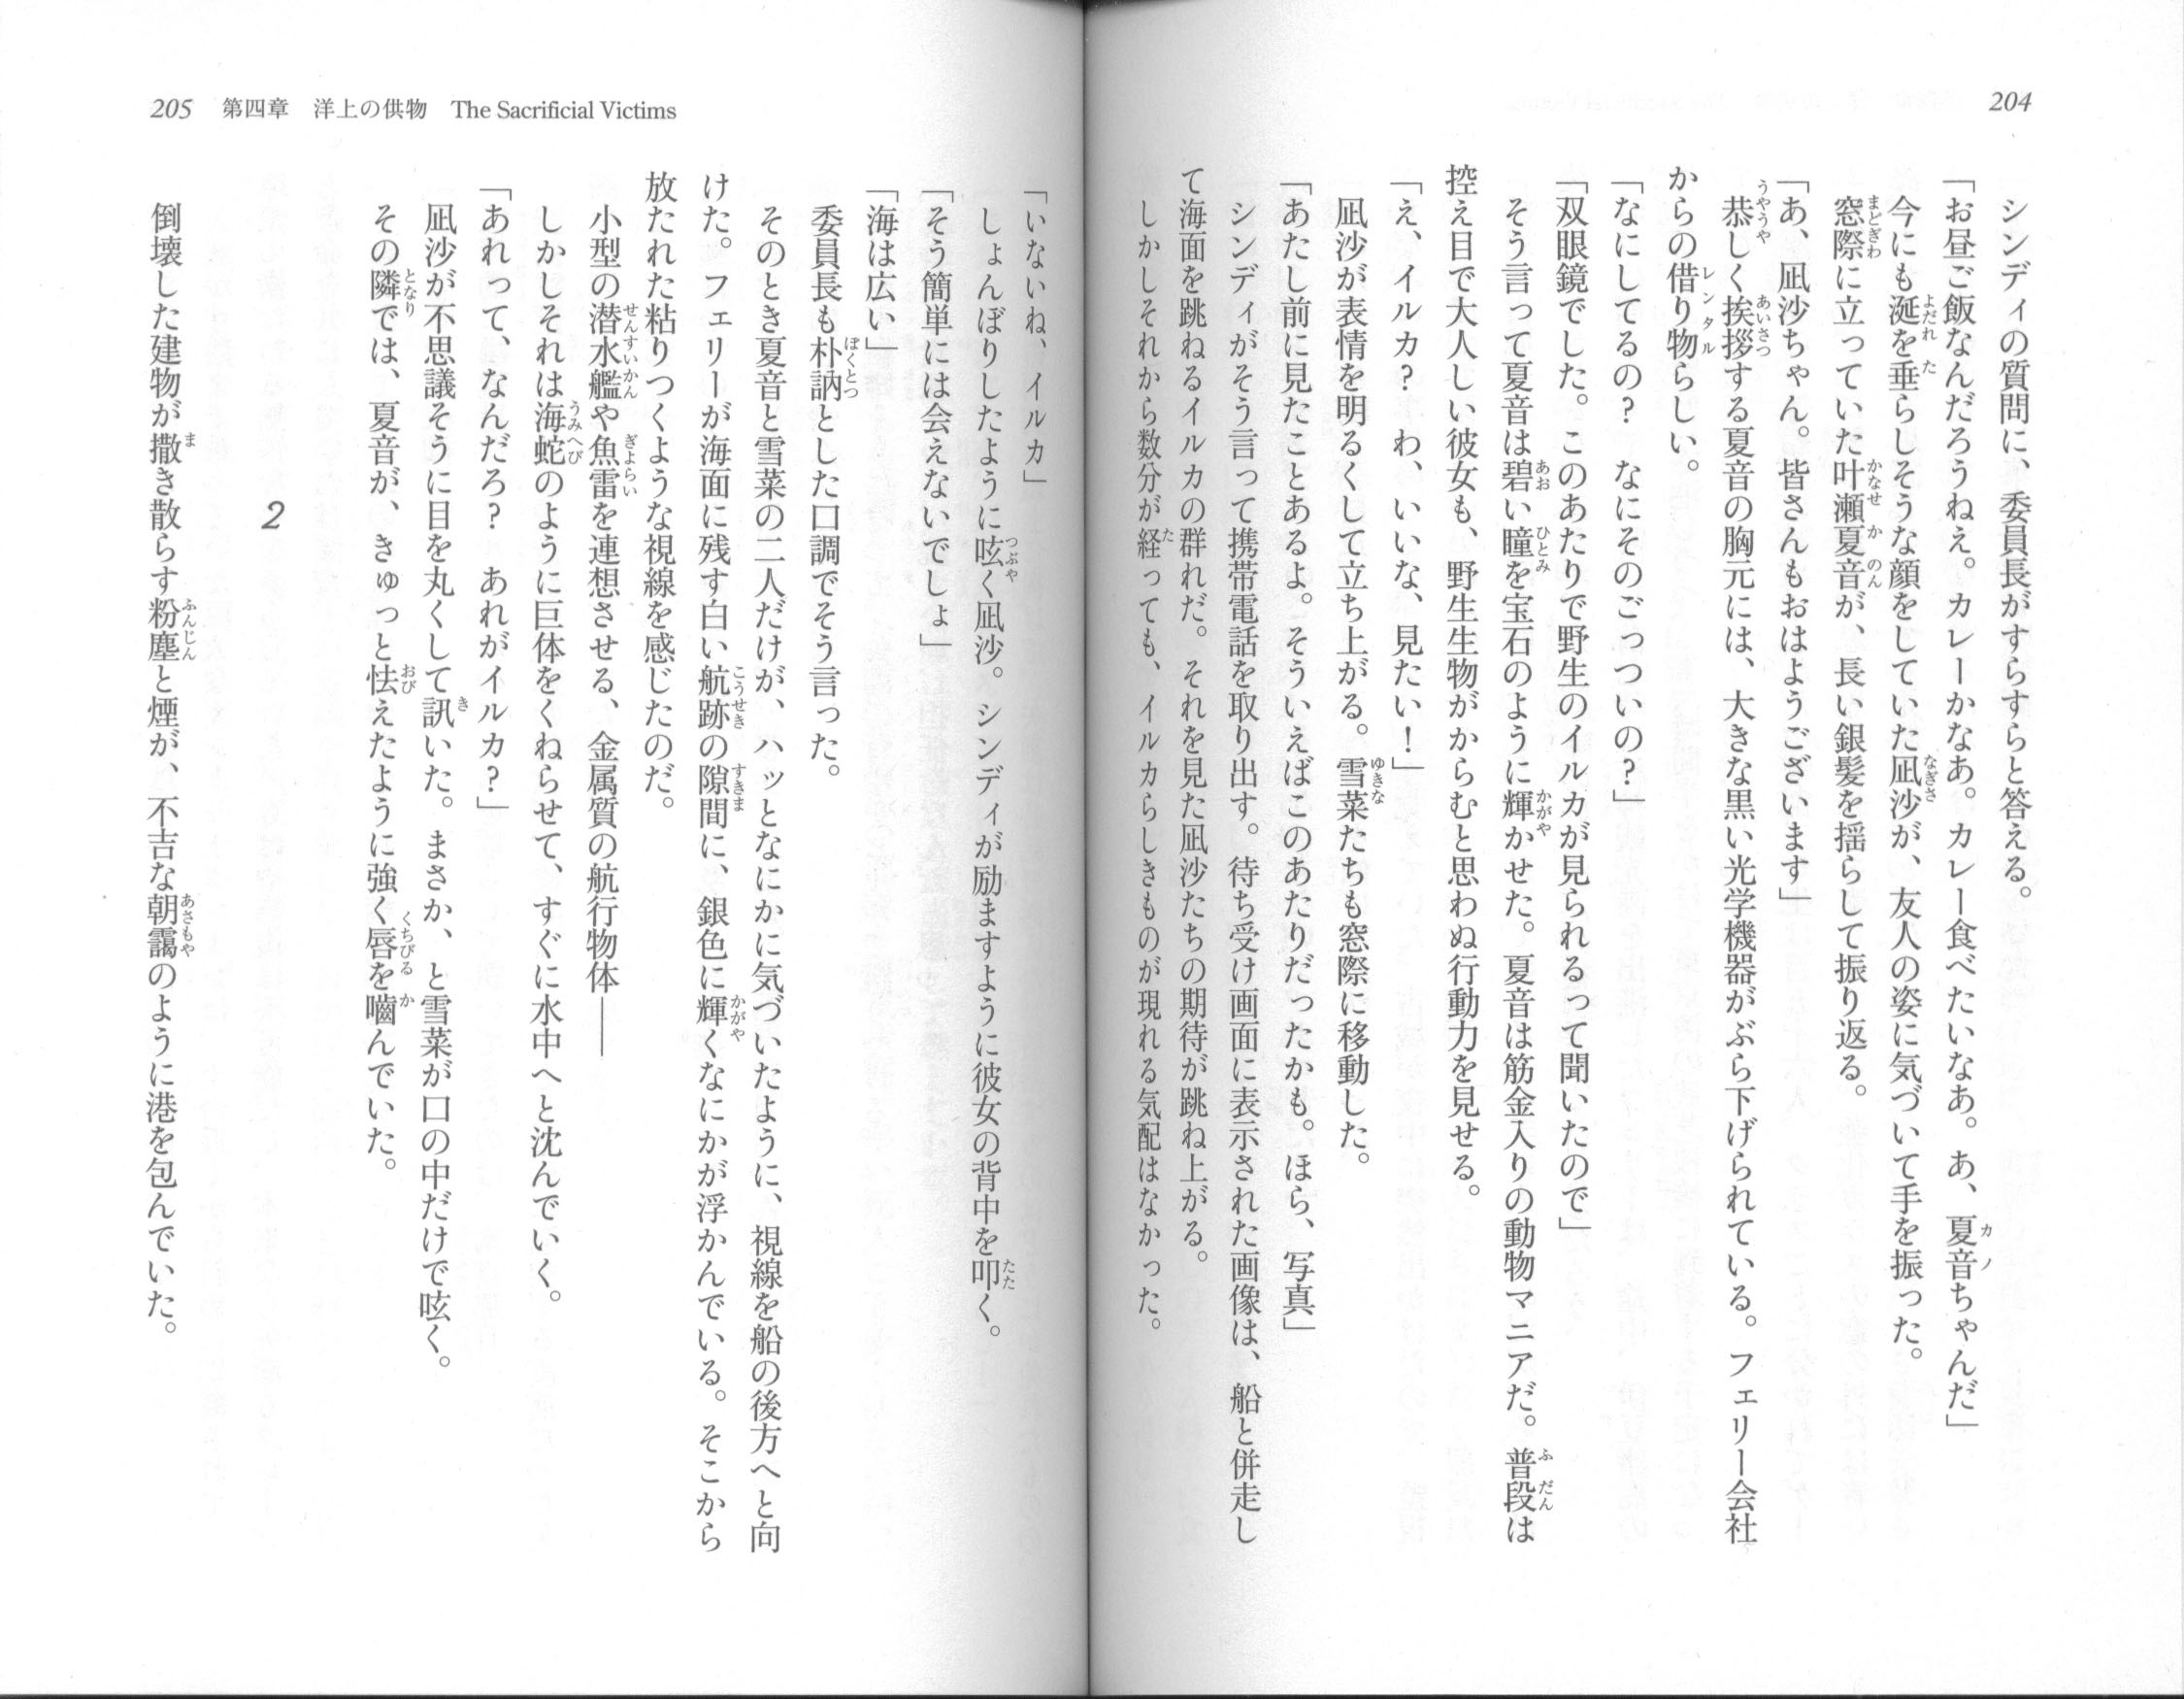 204
シンディの質問に、委員長がすらすらと答える。
「お昼ご飯なんだろうねえ。カレーかなあ。カレー食べたいなあ。あ、夏音ちゃんだ」
今にも涎を垂らしそうな顔をしていた凪沙が、友人の姿に気づいて手を振った。
窓際に立っていた叶瀬夏音が、長い銀髪を揺らして振り返る。
「あ、凪沙ちゃん。皆さんもおはようございます」
恭しく挨拶する夏音の胸元には、大きな黒い光学機器がぶら下げられている。フェリー会社
からの借り物らしい。
「なにしてるの？　なにそのごっついの？」
「双眼鏡でした。このあたりで野生のイルカが見られるって聞いたので」
そう言って夏音は碧い瞳を宝石のように輝かせた。夏音は筋金入りの動物マニアだ。普段は
控え目で大人しい彼女も、野生生物がからむと思わぬ行動力を見せる。
「え、イルカ？　わ、いいな、見たい！」
凪沙が表情を明るくして立ち上がる。雪菜たちも窓際に移動した。
「あたし前に見たことあるよ。そういえばこのあたりだったかも。ほら、写真」
シンディがそう言って携帯電話を取り出す。待ち受け画面に表示された画像は、船と併走し
て海面を跳ねるイルカの群れだ。それを見た凪沙たちの期待が跳ね上がる。
しかしそれから数分が経っても、イルカらしきものが現れる気配はなかった。
205　第四章　洋上の供物　The Sacrificial Victims
「いないね、イルカ」
しょんぼりしたように呟く凪沙。シンディが励ますように彼女の背中を叩く。
「そう簡単には会えないでしょ」
「海は広い」
委員長も朴訥とした口調でそう言った。
そのとき夏音と雪菜の二人だけが、ハッとなにかに気づいたように、視線を船の後方へと向
けた。フェリーが海面に残す白い航跡の隙間に、銀色に輝くなにかが浮かんでいる。そこから
放たれた粘りつくような視線を感じたのだ。
小型の潜水艦や魚雷を連想させる、金属質の航行物体――
しかしそれは海蛇のように巨体をくねらせて、すぐに水中へと沈んでいく。
「あれって、なんだろ？　あれがイルカ？」
凪沙が不思議そうに目を丸くして訊いた。まさか、と雪菜が口の中だけで呟く。
その隣では、夏音が、きゅっと怯えたように強く唇を嚙んでいた。
2
倒壊した建物が撒き散らす粉塵と煙が、不吉な朝靄のように港を包んでいた。